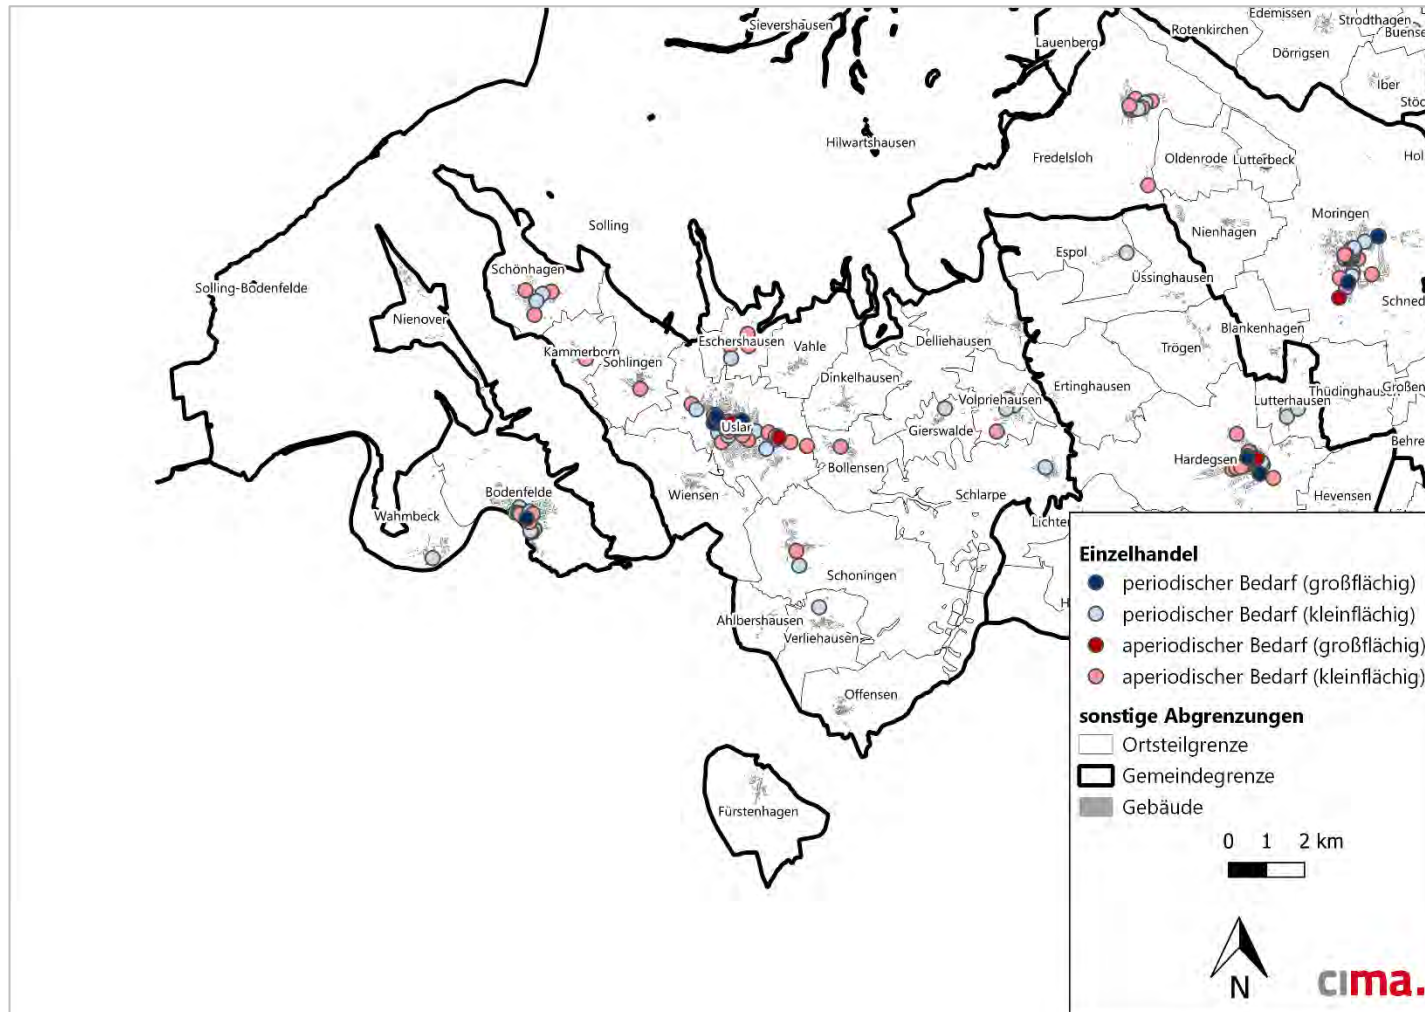 Sievershausen
Edemissen
Strodthagen
Rotenkirchen
Buense
Lauenberg
Dörrigsen
Iber
Stöc
Hilwartshausen
Fredelsloh
Oldenrode
Lutterbeck
Hol
Moringen
Solling
Nienhagen
Espol
Schönhagen
Üssinghausen
Solling-Bodenfelde
Schned
Nienover
Blankenhagen
Eschershausen
Delliehausen
Vahle
Trögen
Kammerborn
Sohlingen
Dinkelhausen
Ertinghausen
Thüdinghausen
Großen
Volpriehausen
Lutterhausen
Uslar
Gierswalde
Behre
Hardegsen
Bollensen
Wiensen
Bodenfelde
Schlarpe
Hevensen
Wahmbeck
Lichten
Schoningen
H
Ahlbershausen
Verliehausen
Offensen
Fürstenhagen
Einzelhandel
periodischer Bedarf (großflächig)
periodischer Bedarf (kleinflächig)
aperiodischer Bedarf (großflächig)
aperiodischer Bedarf (kleinflächig)
sonstige Abgrenzungen
Ortsteilgrenze
Gemeindegrenze
Gebäude
0 1 2 km
N
cima.